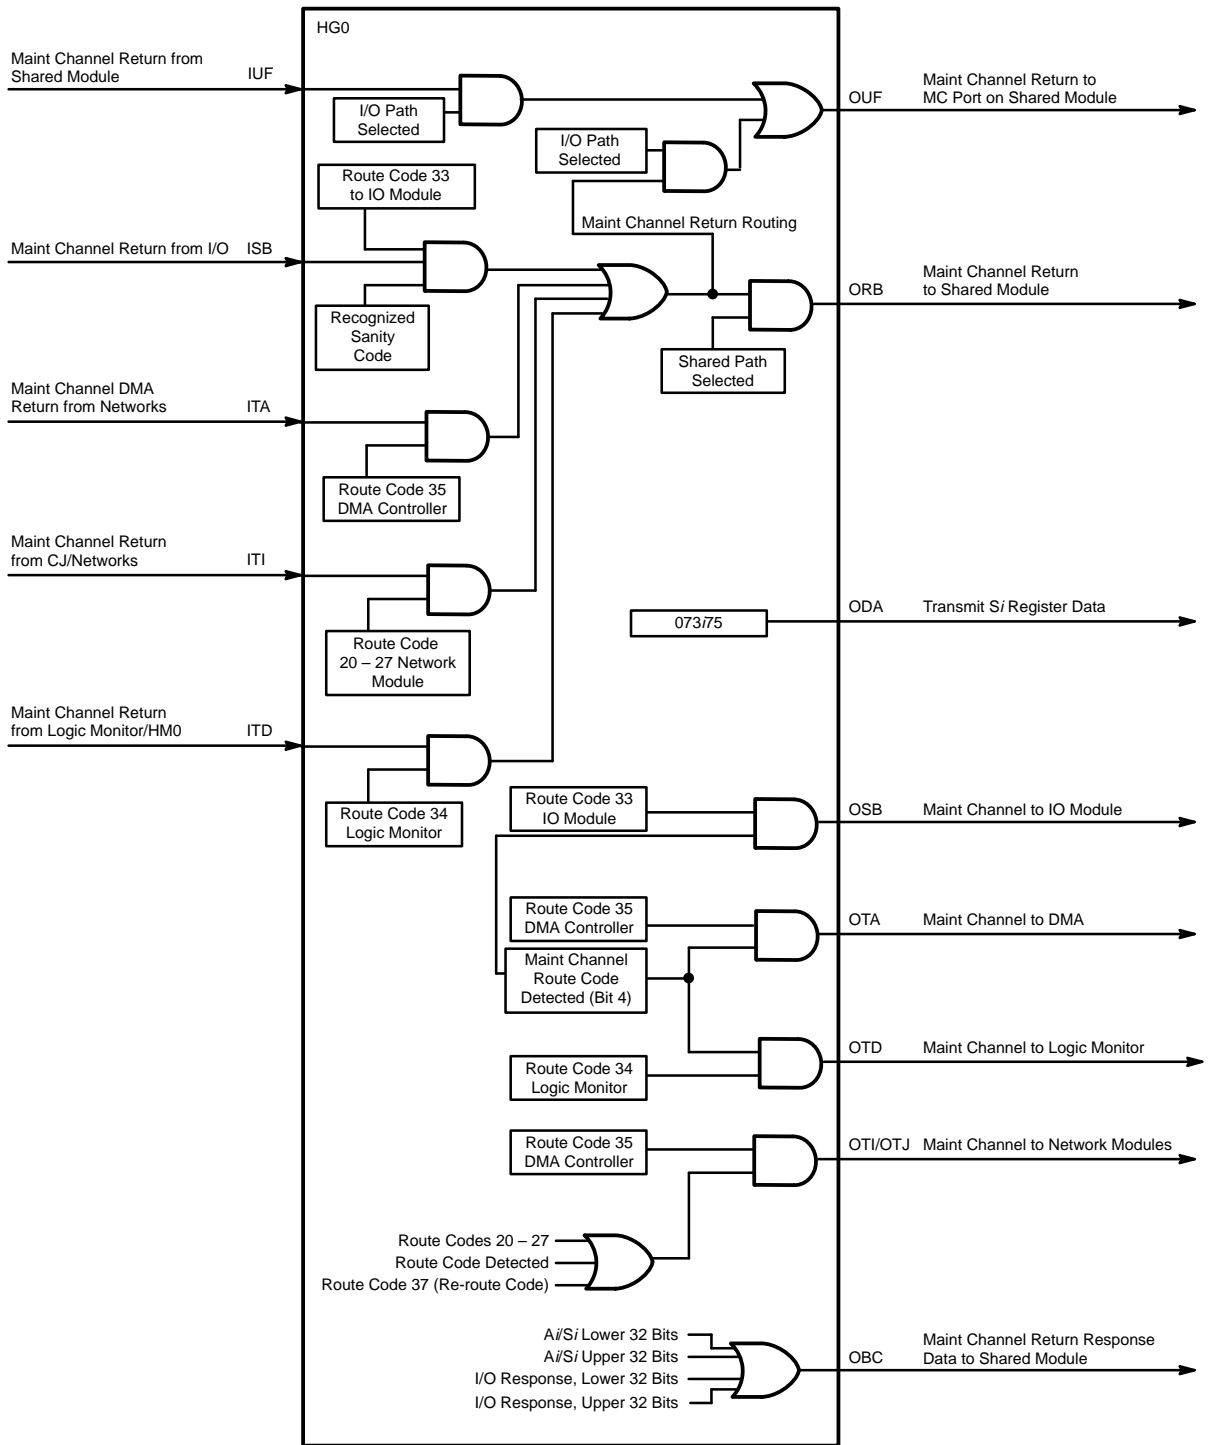 HG0
Maint Channel Return from
Shared Module
IUF
I/O Path
Selected
I/O Path
Selected
OUF
Maint Channel Return to
MC Port on Shared Module
Route Code 33
to IO Module
Maint Channel Return Routing
Maint Channel Return from I/O
ISB
Recognized
Sanity
Code
ORB
Maint Channel Return
to Shared Module
Shared Path
Selected
Maint Channel DMA
Return from Networks
ITA
Route Code 35
DMA Controller
Maint Channel Return
from CJ/Networks
ITI
Route Code
20 – 27 Network
Module
073i75
ODA
Transmit Si Register Data
Maint Channel Return
from Logic Monitor/HM0
ITD
Route Code 34
Logic Monitor
Route Code 33
IO Module
OSB
Maint Channel to IO Module
Route Code 35
DMA Controller
OTA
Maint Channel to DMA
Maint Channel
Route Code
Detected (Bit 4)
Route Code 34
Logic Monitor
OTD
Maint Channel to Logic Monitor
Route Code 35
DMA Controller
OTI/OTJ
Maint Channel to Network Modules
Route Codes 20 – 27
Route Code Detected
Route Code 37 (Re-route Code)
Ai/Si Lower 32 Bits
Ai/Si Upper 32 Bits
I/O Response, Lower 32 Bits
I/O Response, Upper 32 Bits
OBC
Maint Channel Return Response
Data to Shared Module